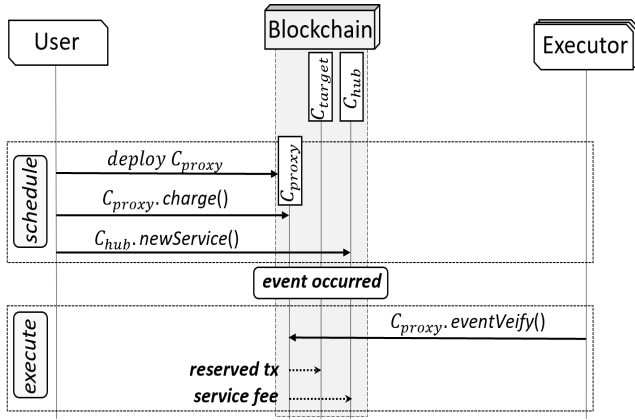 User
Blockchain
Executor
C_target
C_hub
schedule
deploy C_proxy
C_proxy
C_proxy.charge()
C_hub.newService()
event occurred
execute
C_proxy.eventVeify()
reserved tx
service fee